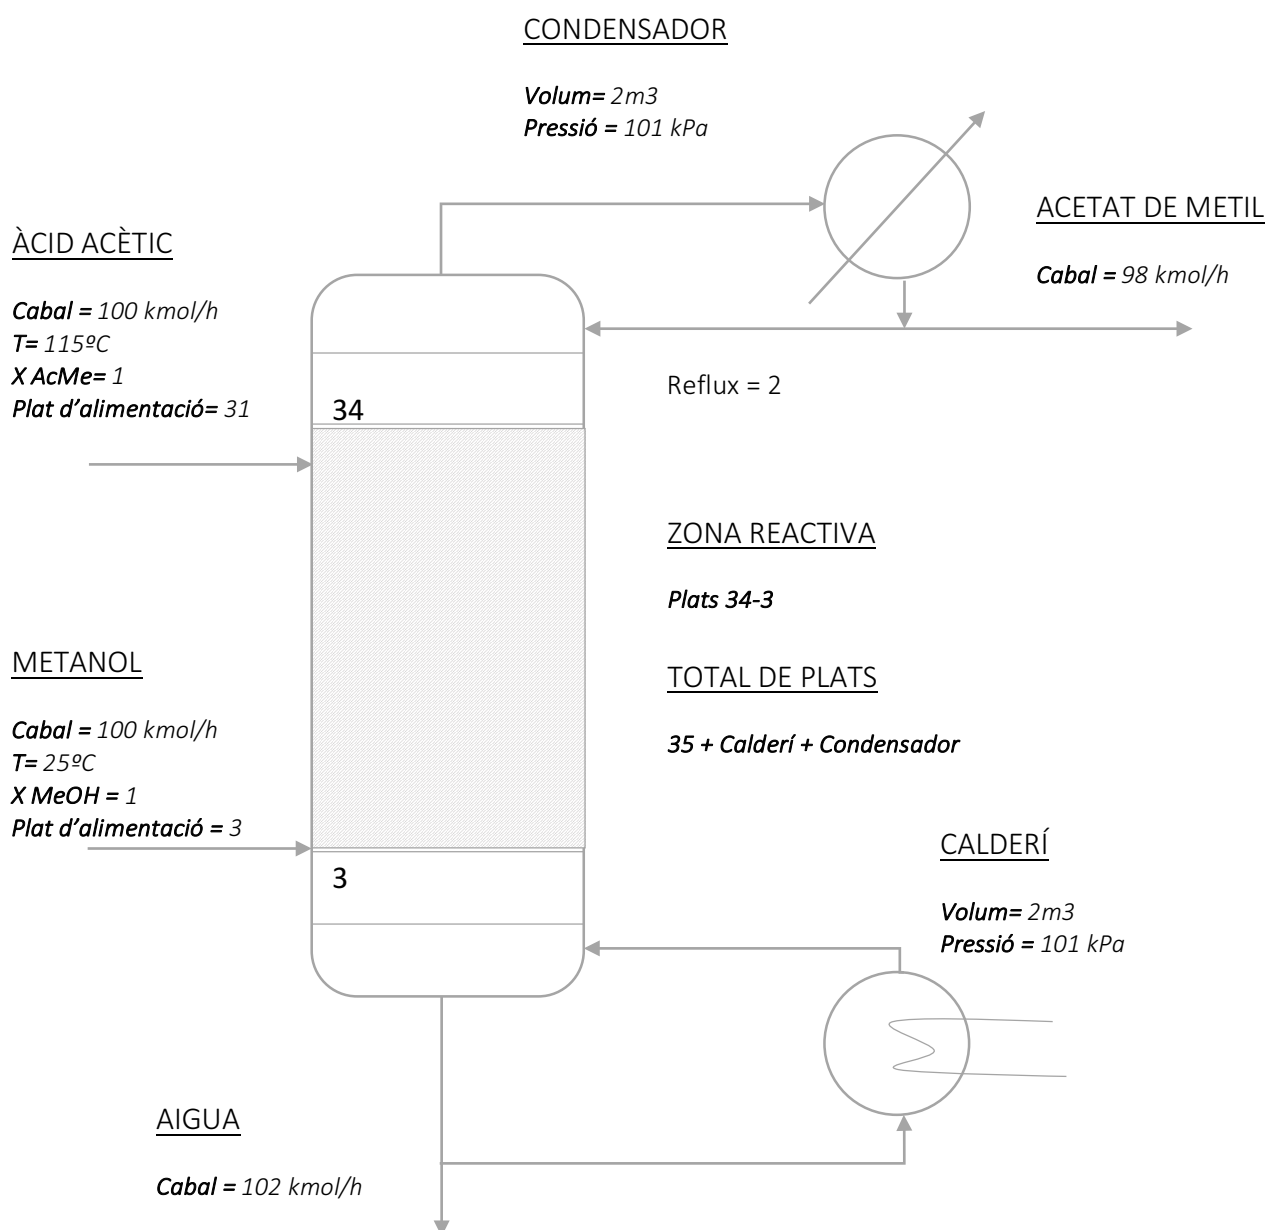 CONDENSADOR
Volum= 2m3
Pressió = 101 kPa
ACETAT DE METIL
Cabal = 98 kmol/h
ÀCID ACÈTIC
Cabal = 100 kmol/h
T= 115ºC
X AcMe= 1
Plat d’alimentació= 31
34
Reflux = 2
ZONA REACTIVA
Plats 34-3
TOTAL DE PLATS
35 + Calderí + Condensador
METANOL
Cabal = 100 kmol/h
T= 25ºC
X MeOH = 1
Plat d’alimentació = 3
3
CALDERÍ
Volum= 2m3
Pressió = 101 kPa
AIGUA
Cabal = 102 kmol/h